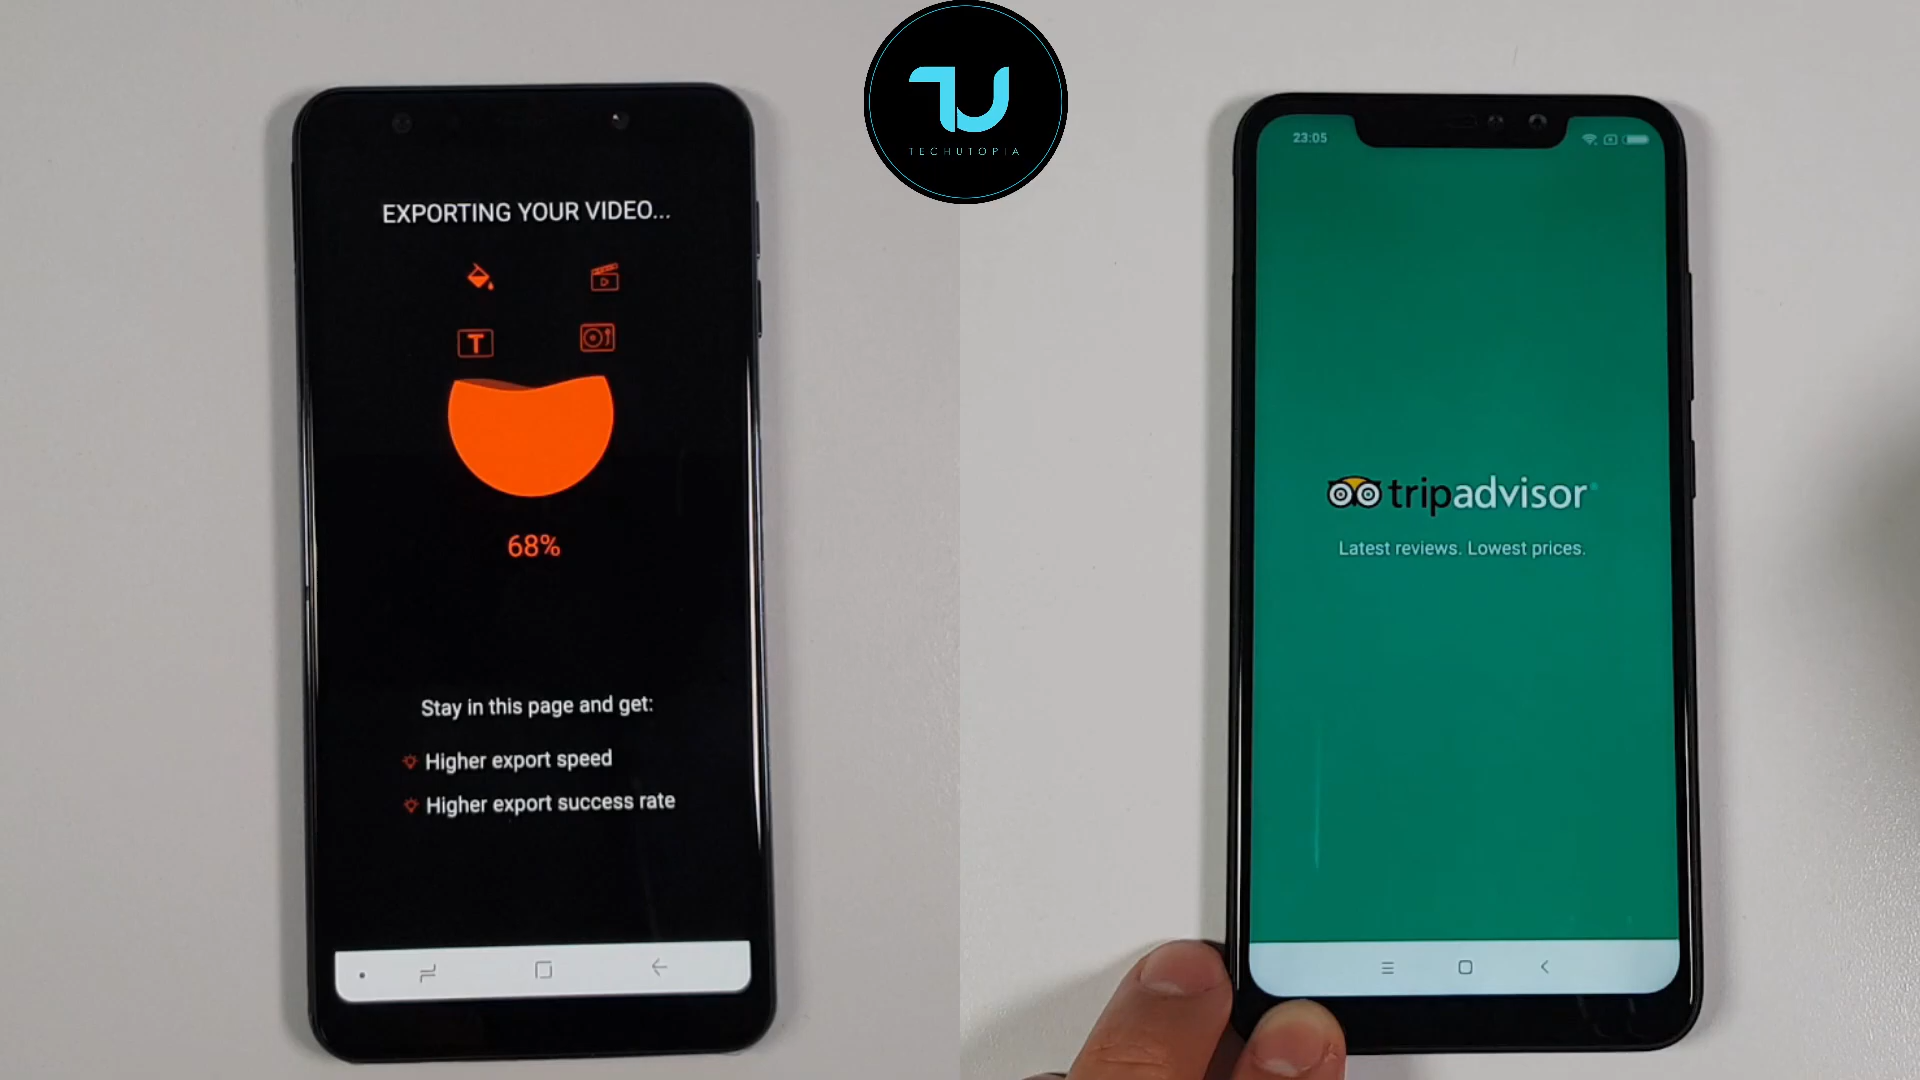 TECHUTOPIA
EXPORTING YOUR VIDEO...
T
68%
Stay in this page and get:
Higher export speed
Higher export success rate
23:05
tripadvisor
Latest reviews. Lowest prices.